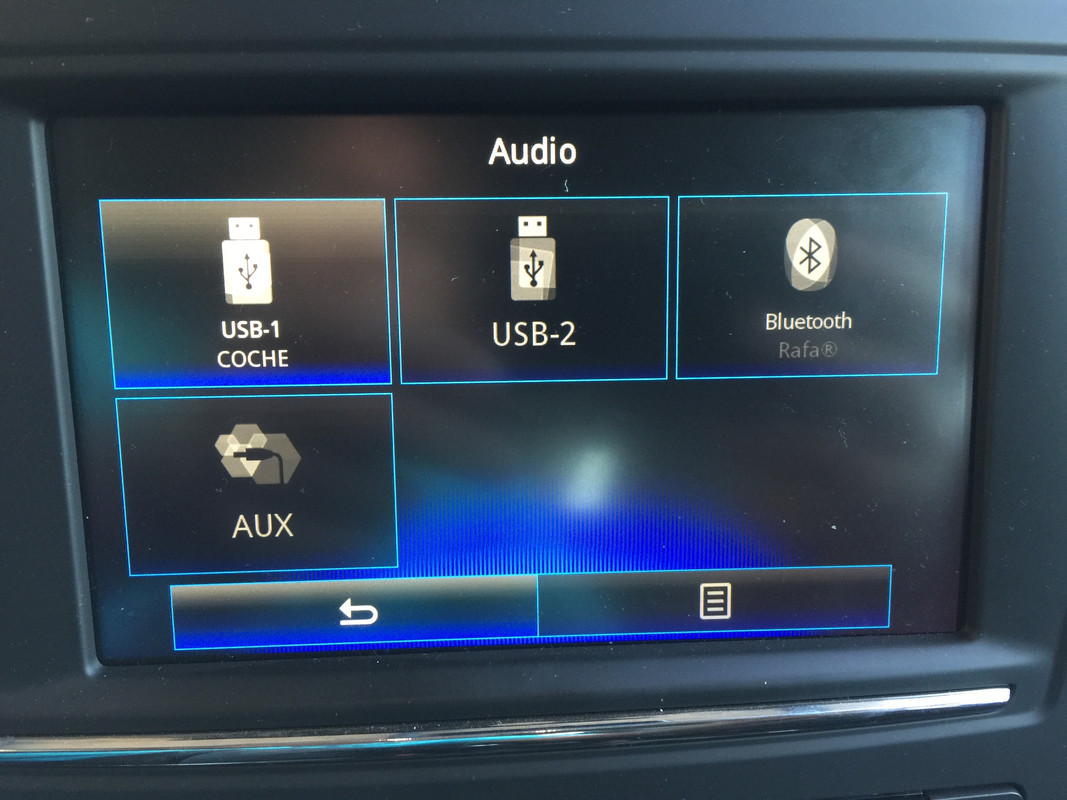 Audio
USB-1
COCHE
USB-2
Bluetooth
Rafa®
AUX